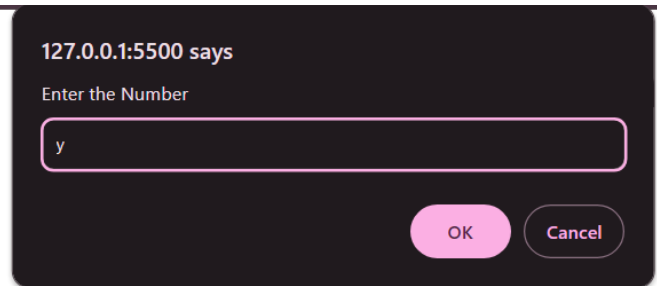 127.0.0.1:5500 says
Enter the Number
y
OK
Cancel